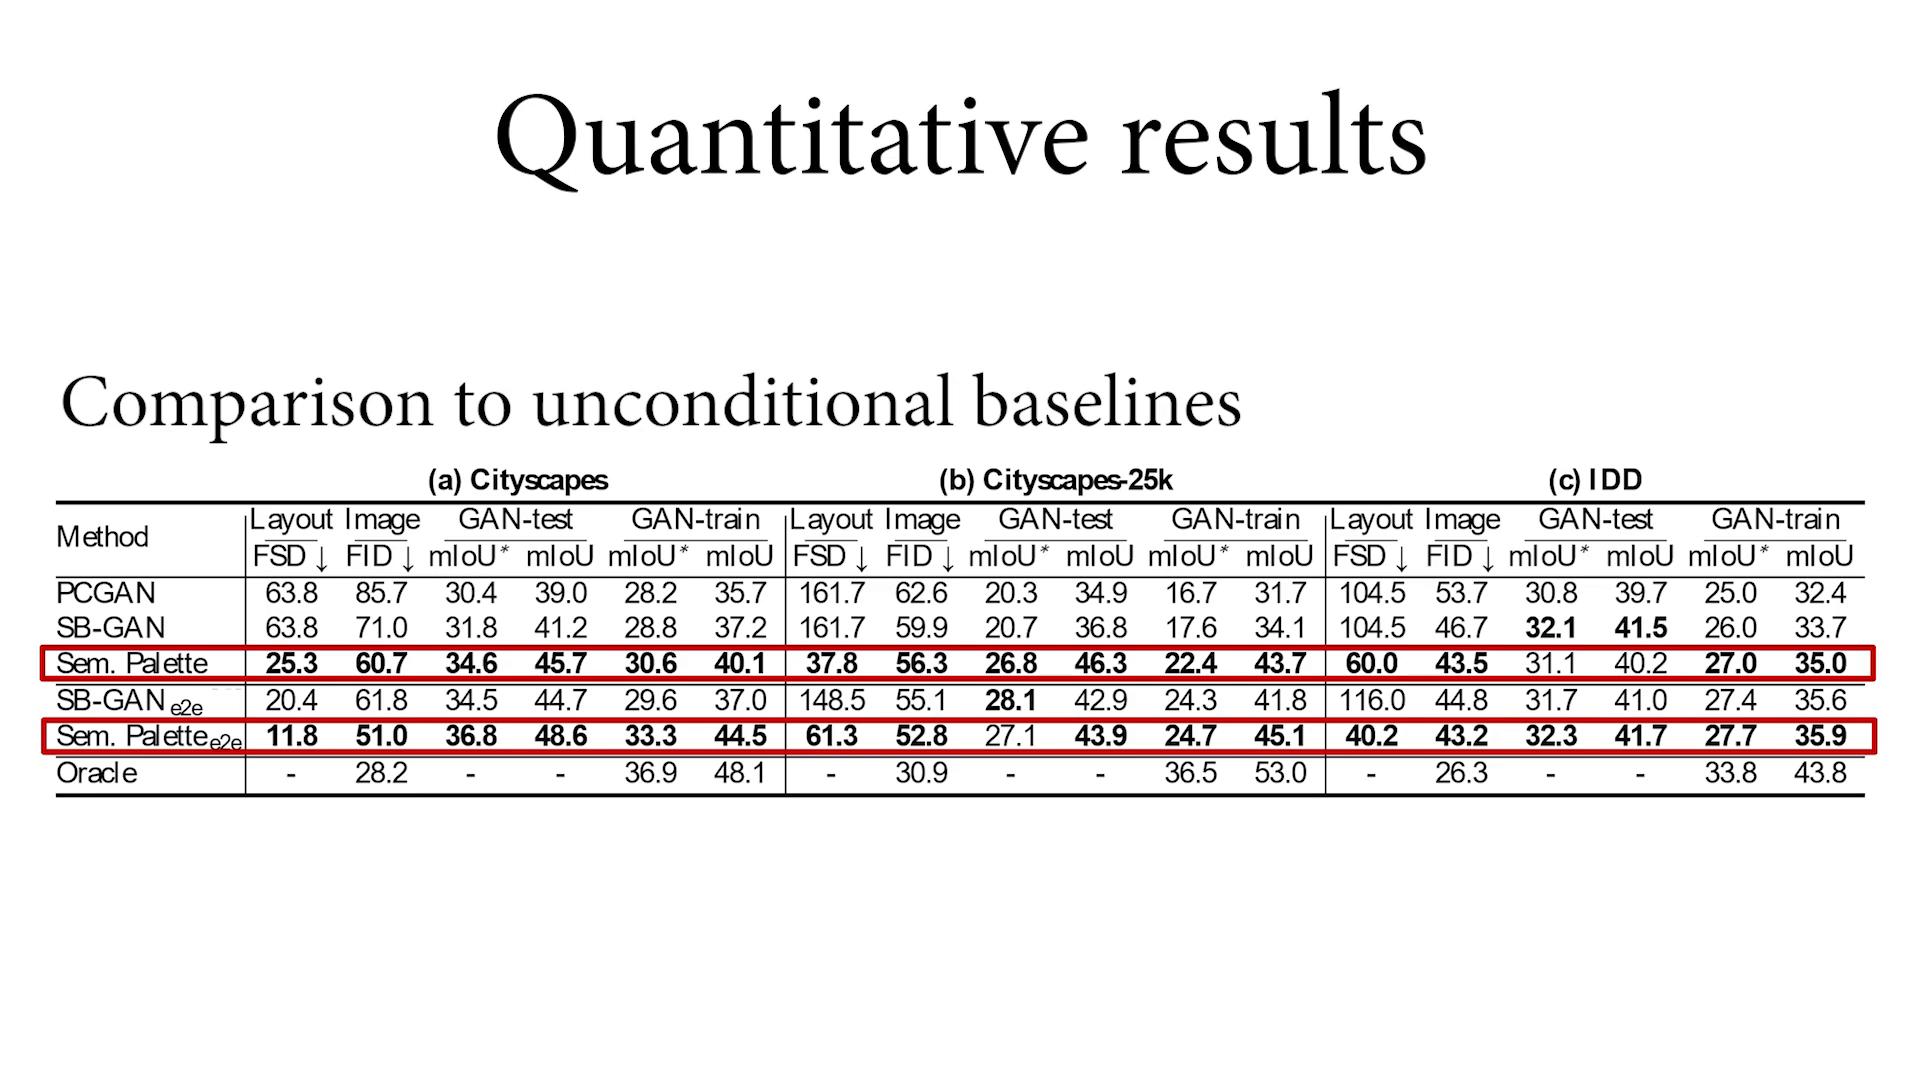 Quantitative results
Comparison to unconditional baselines
(a) Cityscapes (b) Cityscapes-25k (c) IDD
Method Layout Image GAN-test GAN-train Layout Image GAN-test GAN-train Layout Image GAN-test GAN-train
FSD ↓ FID ↓ mIoU* mIoU mIoU* mIoU FSD ↓ FID ↓ mIoU* mIoU mIoU* mIoU FSD ↓ FID ↓ mIoU* mIoU mIoU* mIoU
PCGAN 63.8 85.7 30.4 39.0 28.2 35.7 161.7 62.6 20.3 34.9 16.7 31.7 104.5 53.7 30.8 39.7 25.0 32.4
SB-GAN 63.8 71.0 31.8 41.2 28.8 37.2 161.7 59.9 20.7 36.8 17.6 34.1 104.5 46.7 32.1 41.5 26.0 33.7
Sem. Palette 25.3 60.7 34.6 45.7 30.6 40.1 37.8 56.3 26.8 46.3 22.4 43.7 60.0 43.5 31.1 40.2 27.0 35.0
SB-GAN e2e 20.4 61.8 34.5 44.7 29.6 37.0 148.5 55.1 28.1 42.9 24.3 41.8 116.0 44.8 31.7 41.0 27.4 35.6
Sem. Palette e2e 11.8 51.0 36.8 48.6 33.3 44.5 61.3 52.8 27.1 43.9 24.7 45.1 40.2 43.2 32.3 41.7 27.7 35.9
Oracle - 28.2 - - 36.9 48.1 - 30.9 - - 36.5 53.0 - 26.3 - - 33.8 43.8